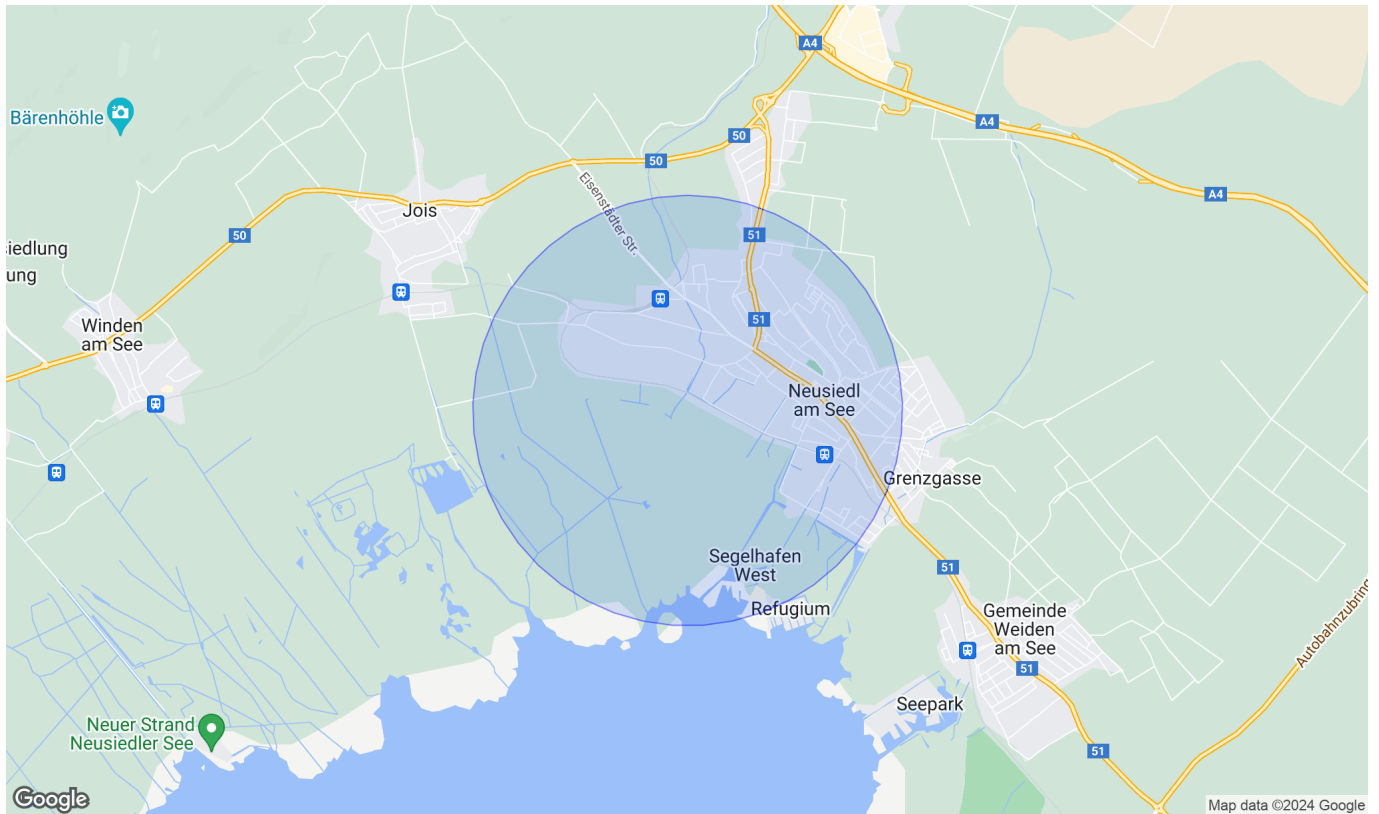 A4
Bärenhöhle
A4
50
50
Eisenstädter Str.
A4
Jois
50
51
siedlung
ung
51
Winden
am See
Neusiedl
am See
Grenzgasse
Segelhafen
West
51
Refugium
Gemeinde
Weiden
am See
51
Autobahnzubring
Seepark
Neuer Strand
Neusiedler See
51
Google
Map data ©2024 Google